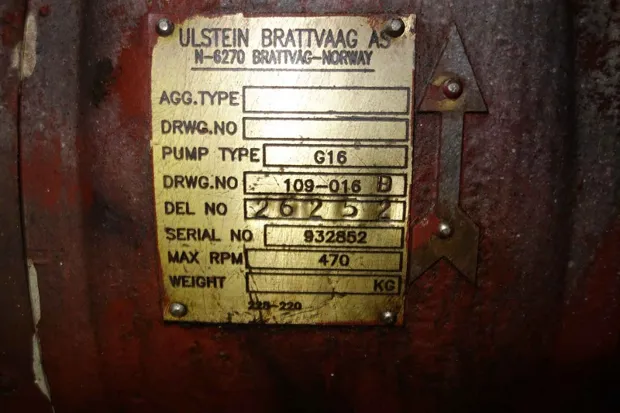 ULSTEIN BRATTVAAG AS
N-6270 BRATTVÅG-NORWAY
AGG.TYPE
DRWG.NO
PUMP TYPE G16
DRWG.NO 109-016 B
DEL NO 26252
SERIAL NO 932852
MAX RPM 470
WEIGHT KG
228-220